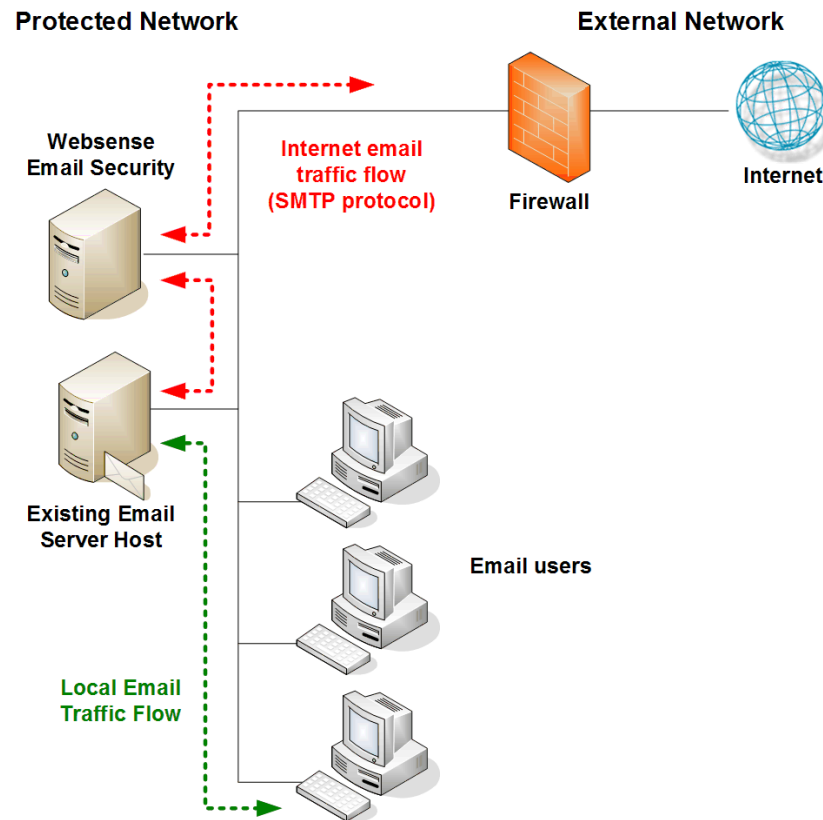 Protected Network
External Network
Websense
Email Security
Internet email
traffic flow
(SMTP protocol)
Firewall
Internet
Existing Email
Server Host
Email users
Local Email
Traffic Flow